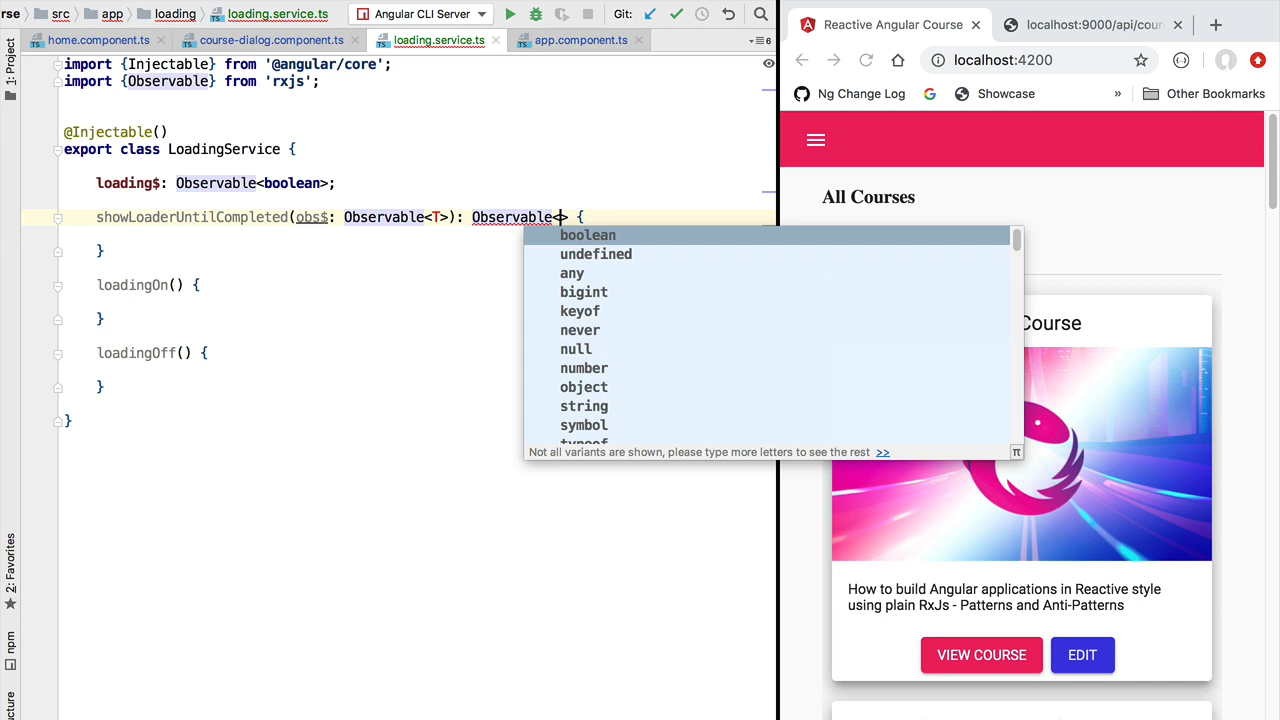 rse src app loading loading.service.ts Angular CLI Server Git:
home.component.ts course-dialog.component.ts loading.service.ts app.component.ts 6
1: Project
import {Injectable} from '@angular/core';
import {Observable} from 'rxjs';
@Injectable()
export class LoadingService {
loading$: Observable<boolean>;
showLoaderUntilCompleted(obs$: Observable<T>): Observable<> {
}
loadingOn() {
}
loadingOff() {
}
}
boolean
undefined
any
bigint
keyof
never
null
number
object
string
symbol
typeof
Not all variants are shown, please type more letters to see the rest >>
2: Favorites
npm
ucture
Reactive Angular Course localhost:9000/api/cour
localhost:4200
Ng Change Log Showcase » Other Bookmarks
All Courses
Course
How to build Angular applications in Reactive style
using plain RxJs - Patterns and Anti-Patterns
VIEW COURSE EDIT